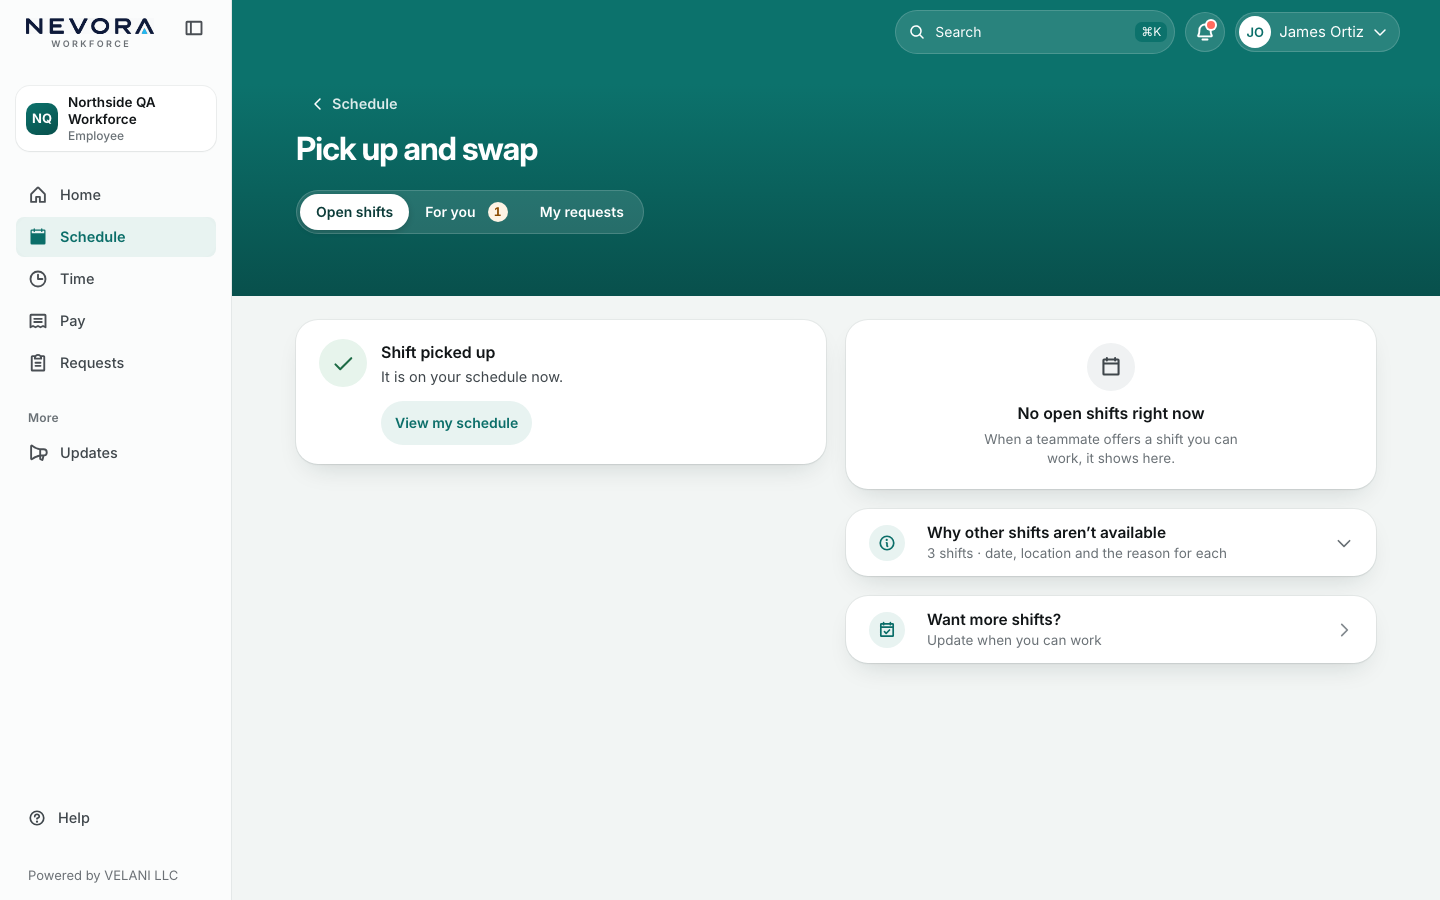 NEVORA
WORKFORCE
Search
⌘K
JO
James Ortiz
NQ
Northside QA
Workforce
Employee
Home
Schedule
Time
Pay
Requests
More
Updates
Help
Powered by VELANI LLC
Schedule
Pick up and swap
Open shifts
For you 1
My requests
Shift picked up
It is on your schedule now.
View my schedule
No open shifts right now
When a teammate offers a shift you can
work, it shows here.
Why other shifts aren’t available
3 shifts · date, location and the reason for each
Want more shifts?
Update when you can work